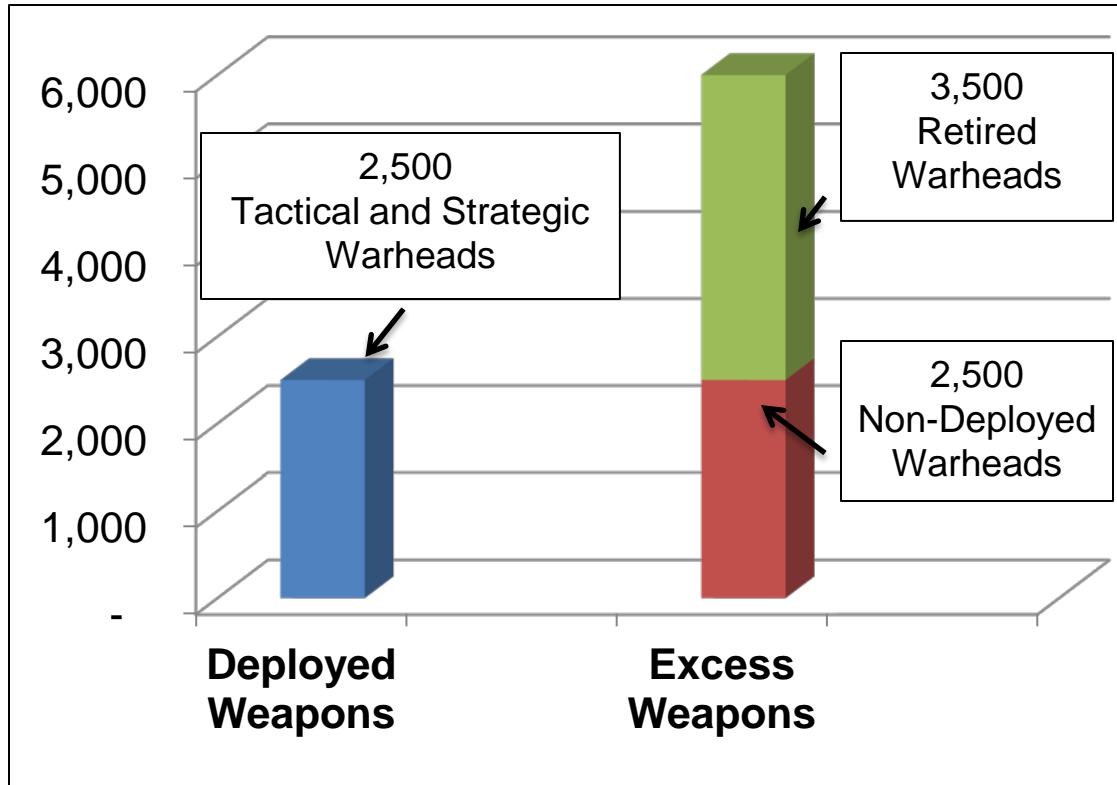 6,000
5,000
4,000
3,000
2,000
1,000
-
2,500
Tactical and Strategic
Warheads
3,500
Retired
Warheads
2,500
Non-Deployed
Warheads
Deployed
Weapons
Excess
Weapons